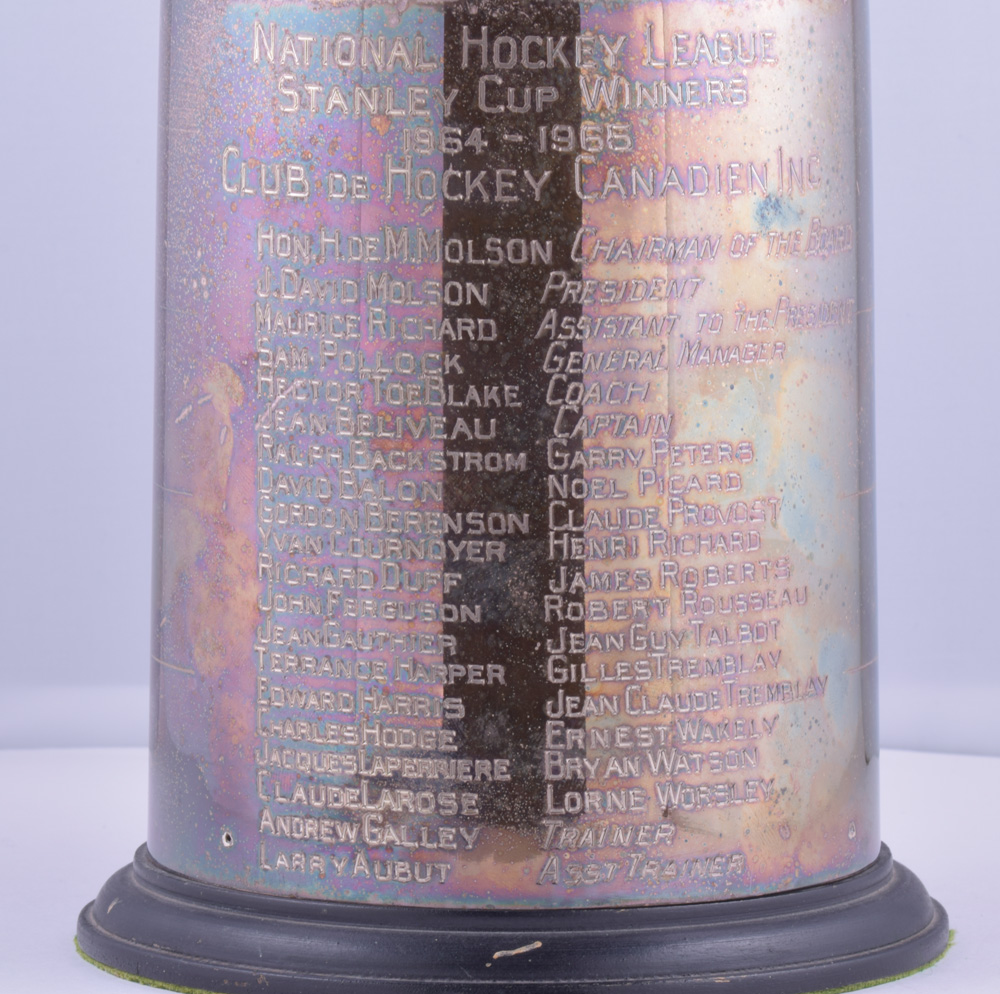 NATIONAL HOCKEY LEAGUE
STANLEY CUP WINNERS
1964 - 1965
CLUB DE HOCKEY CANADIEN INC
HON. H. DE M. MOLSON CHAIRMAN OF THE BOARD
J. DAVID MOLSON PRESIDENT
MAURICE RICHARD ASSISTANT TO THE PRESIDENT
SAM POLLOCK GENERAL MANAGER
HECTOR TOE BLAKE COACH
JEAN BELIVEAU CAPTAIN
RALPH BACKSTROM GARRY PETERS
DAVID BALON NOEL PICARD
GORDON BERENSON CLAUDE PROVOST
YVAN COURNOYER HENRI RICHARD
RICHARD DUFF JAMES ROBERTS
JOHN FERGUSON ROBERT ROUSSEAU
JEAN GAUTHIER JEAN GUY TALBOT
TERRANCE HARPER GILLES TREMBLAY
EDWARD HARRIS JEAN CLAUDE TREMBLAY
CHARLES HODGE ERNEST WAKELY
JACQUES LAPERRIERE BRYAN WATSON
CLAUDE LAROSE LORNE WORSLEY
ANDREW GALLEY TRAINER
LARRY AUBUT ASST TRAINER